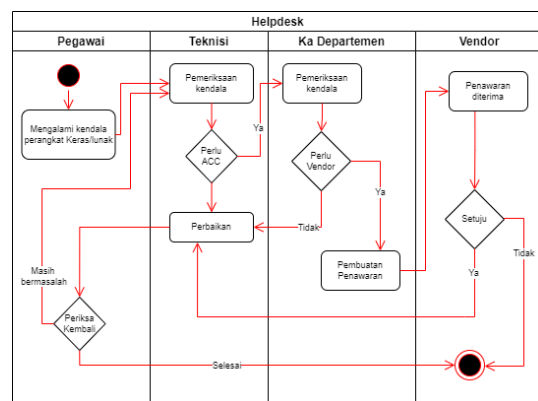 Helpdesk
Pegawai
Teknisi
Ka Departemen
Vendor
Mengalami kendala
perangkat Keras/lunak
Pemeriksaan
kendala
Pemeriksaan
kendala
Penawaran
diterima
Ya
Perlu
ACC
Perlu
Vendor
Ya
Perbaikan
Tidak
Setuju
Tidak
Pembuatan
Penawaran
Ya
Masih
bermasalah
Periksa
Kembali
Selesai